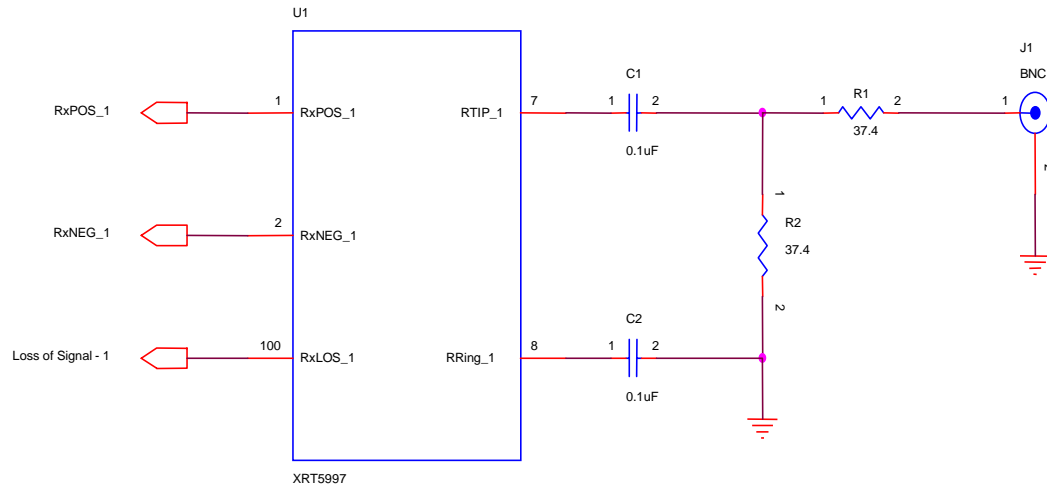 U1
J1
BNC
C1
R1
RxPOS_1
1
RxPOS_1
RTIP_1
7
1
2
1
2
1
37.4
0.1uF
2
1
RxNEG_1
2
RxNEG_1
R2
37.4
C2
2
Loss of Signal - 1
100
RxLOS_1
RRing_1
8
1
2
0.1uF
XRT5997